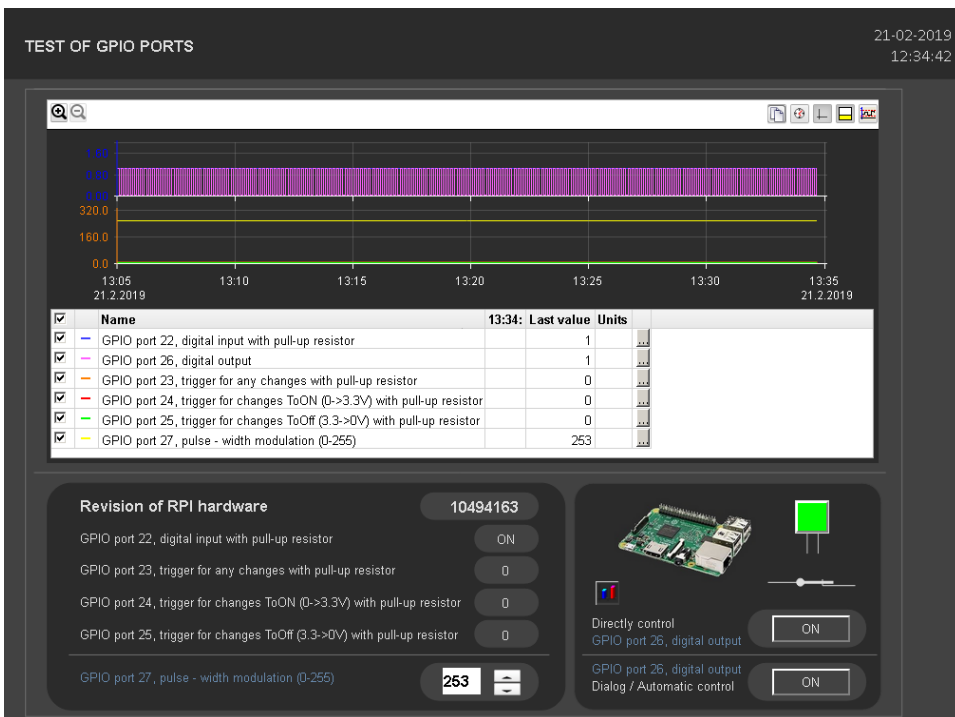 TEST OF GPIO PORTS
21-02-2019
12:34:42
1.60
0.80
0.00
320.0
160.0
0.0
13:05 13:10 13:15 13:20 13:25 13:30 13:35
21.2.2019 21.2.2019
Name 13:34: Last value Units
GPIO port 22, digital input with pull-up resistor 1 ...
GPIO port 26, digital output 1 ...
GPIO port 23, trigger for any changes with pull-up resistor 0 ...
GPIO port 24, trigger for changes ToON (0->3.3V) with pull-up resistor 0 ...
GPIO port 25, trigger for changes ToOff (3.3->0V) with pull-up resistor 0 ...
GPIO port 27, pulse - width modulation (0-255) 253 ...
Revision of RPI hardware 10494163
GPIO port 22, digital input with pull-up resistor ON
GPIO port 23, trigger for any changes with pull-up resistor 0
GPIO port 24, trigger for changes ToON (0->3.3V) with pull-up resistor 0
GPIO port 25, trigger for changes ToOff (3.3->0V) with pull-up resistor 0
GPIO port 27, pulse - width modulation (0-255) 253
Directly control
GPIO port 26, digital output
ON
GPIO port 26, digital output
Dialog / Automatic control
ON